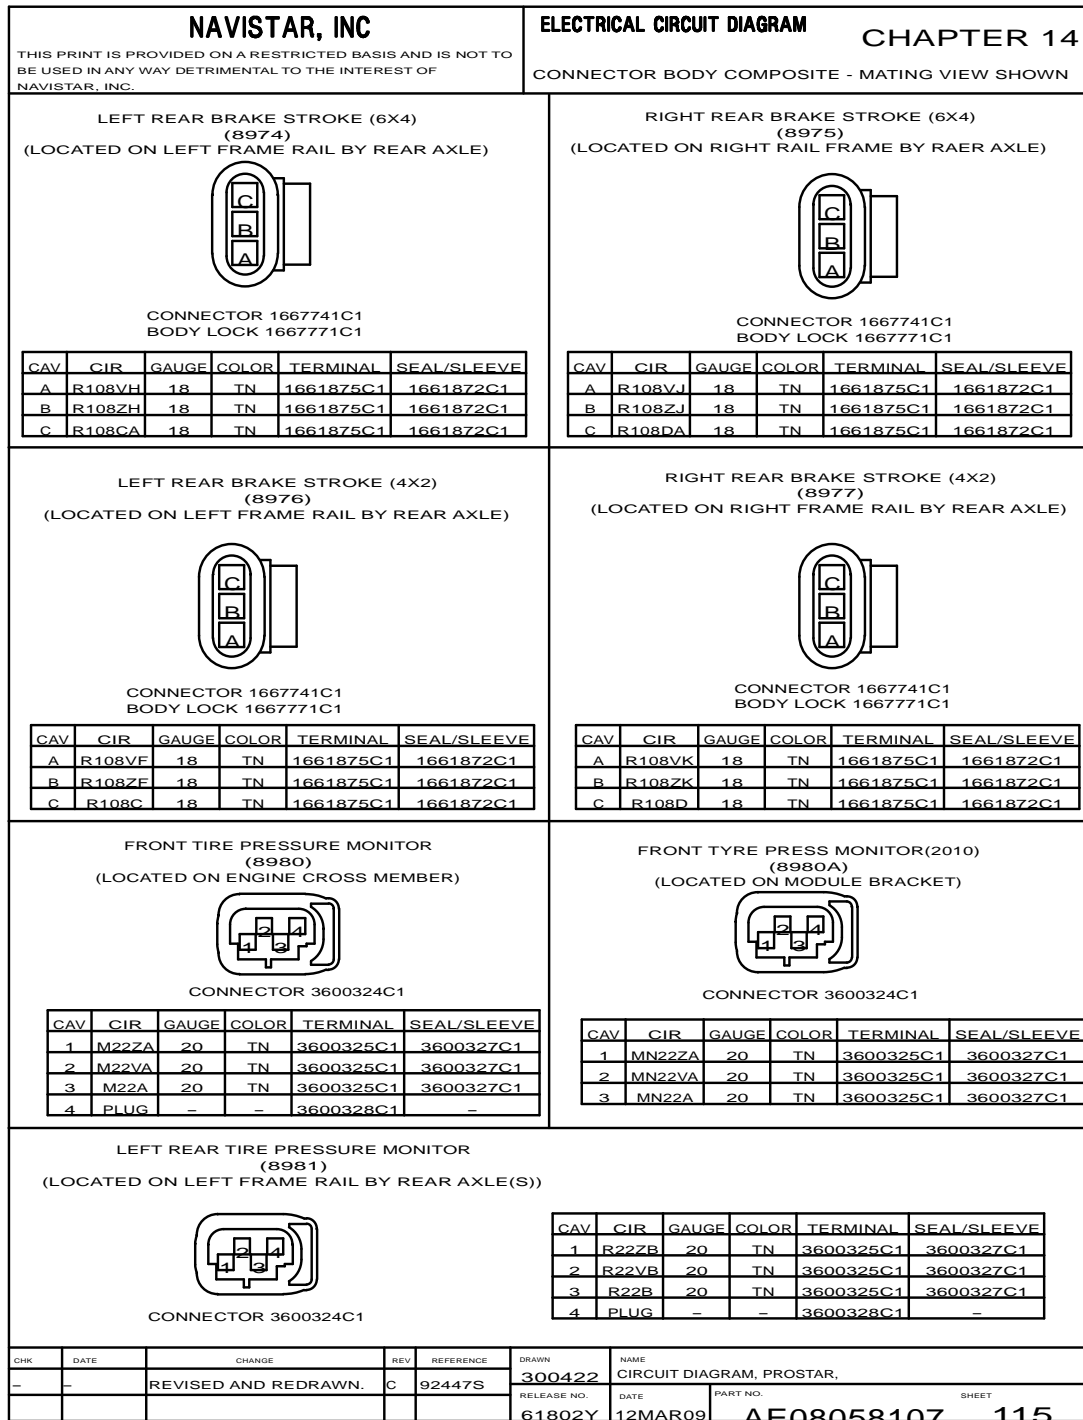 NAVISTAR, INC
THIS PRINT IS PROVIDED ON A RESTRICTED BASIS AND IS NOT TO
BE USED IN ANY WAY DETRIMENTAL TO THE INTEREST OF
NAVISTAR, INC.
ELECTRICAL CIRCUIT DIAGRAM
CHAPTER 14
CONNECTOR BODY COMPOSITE - MATING VIEW SHOWN
LEFT REAR BRAKE STROKE (6X4)
(8974)
(LOCATED ON LEFT FRAME RAIL BY REAR AXLE)
C
B
A
CONNECTOR 1667741C1
BODY LOCK 1667771C1
CAV CIR GAUGE COLOR TERMINAL SEAL/SLEEVE
A R108VH 18 TN 1661875C1 1661872C1
B R108ZH 18 TN 1661875C1 1661872C1
C R108CA 18 TN 1661875C1 1661872C1
RIGHT REAR BRAKE STROKE (6X4)
(8975)
(LOCATED ON RIGHT RAIL FRAME BY RAER AXLE)
C
B
A
CONNECTOR 1667741C1
BODY LOCK 1667771C1
CAV CIR GAUGE COLOR TERMINAL SEAL/SLEEVE
A R108VJ 18 TN 1661875C1 1661872C1
B R108ZJ 18 TN 1661875C1 1661872C1
C R108DA 18 TN 1661875C1 1661872C1
LEFT REAR BRAKE STROKE (4X2)
(8976)
(LOCATED ON LEFT FRAME RAIL BY REAR AXLE)
C
B
A
CONNECTOR 1667741C1
BODY LOCK 1667771C1
CAV CIR GAUGE COLOR TERMINAL SEAL/SLEEVE
A R108VF 18 TN 1661875C1 1661872C1
B R108ZF 18 TN 1661875C1 1661872C1
C R108C 18 TN 1661875C1 1661872C1
RIGHT REAR BRAKE STROKE (4X2)
(8977)
(LOCATED ON RIGHT FRAME RAIL BY REAR AXLE)
C
B
A
CONNECTOR 1667741C1
BODY LOCK 1667771C1
CAV CIR GAUGE COLOR TERMINAL SEAL/SLEEVE
A R108VK 18 TN 1661875C1 1661872C1
B R108ZK 18 TN 1661875C1 1661872C1
C R108D 18 TN 1661875C1 1661872C1
FRONT TIRE PRESSURE MONITOR
(8980)
(LOCATED ON ENGINE CROSS MEMBER)
2 4
1 3
CONNECTOR 3600324C1
CAV CIR GAUGE COLOR TERMINAL SEAL/SLEEVE
1 M22ZA 20 TN 3600325C1 3600327C1
2 M22VA 20 TN 3600325C1 3600327C1
3 M22A 20 TN 3600325C1 3600327C1
4 PLUG – – 3600328C1 –
FRONT TYRE PRESS MONITOR(2010)
(8980A)
(LOCATED ON MODULE BRACKET)
2 4
1 3
CONNECTOR 3600324C1
CAV CIR GAUGE COLOR TERMINAL SEAL/SLEEVE
1 MN22ZA 20 TN 3600325C1 3600327C1
2 MN22VA 20 TN 3600325C1 3600327C1
3 MN22A 20 TN 3600325C1 3600327C1
LEFT REAR TIRE PRESSURE MONITOR
(8981)
(LOCATED ON LEFT FRAME RAIL BY REAR AXLE(S))
2 4
1 3
CONNECTOR 3600324C1
CAV CIR GAUGE COLOR TERMINAL SEAL/SLEEVE
1 R22ZB 20 TN 3600325C1 3600327C1
2 R22VB 20 TN 3600325C1 3600327C1
3 R22B 20 TN 3600325C1 3600327C1
4 PLUG – – 3600328C1 –
CHK DATE CHANGE REV REFERENCE
– – REVISED AND REDRAWN. C 92447S
DRAWN
300422
NAME
CIRCUIT DIAGRAM, PROSTAR,
RELEASE NO.
61802Y
DATE
12MAR09
PART NO.
AE08058107
SHEET
115